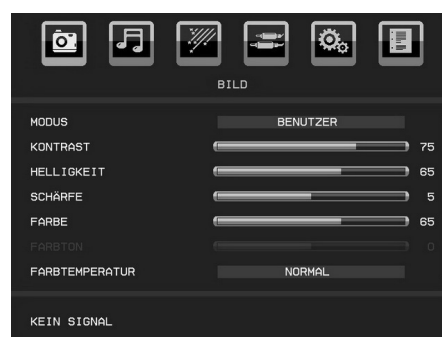 BILD
MODUS BENUTZER
KONTRAST 75
HELLIGKEIT 65
SCHÄRFE 5
FARBE 65
FARBTON 0
FARBTEMPERATUR NORMAL
KEIN SIGNAL